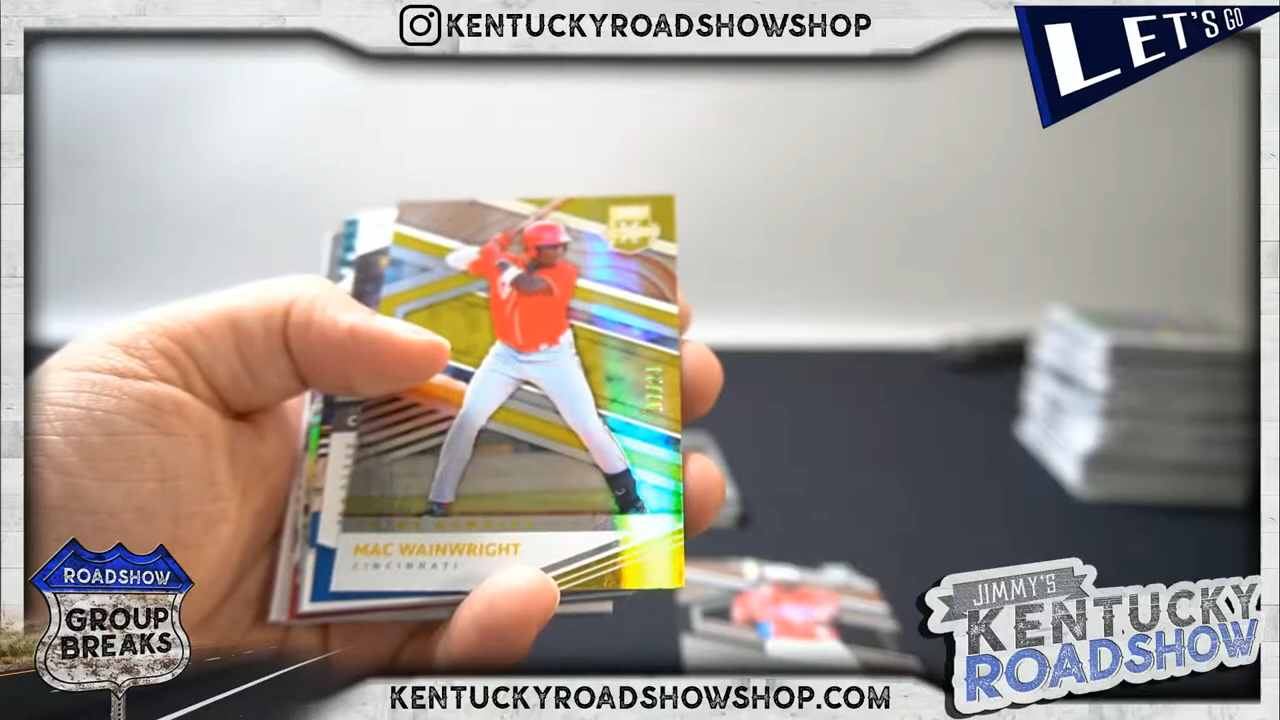 KENTUCKYROADSHOWSHOP
LET'S GO
MAC WAINWRIGHT
CINCINNATI
ROADSHOW
GROUP
BREAKS
JIMMY'S
KENTUCKY
ROADSHOW
KENTUCKYROADSHOWSHOP.COM